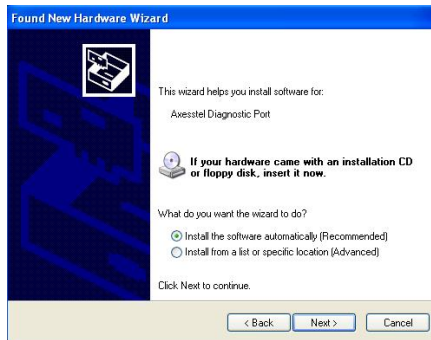 Found New Hardware Wizard
This wizard helps you install software for:
Axesstel Diagnostic Port
If your hardware came with an installation CD
or floppy disk, insert it now.
What do you want the wizard to do?
Install the software automatically (Recommended)
Install from a list or specific location (Advanced)
Click Next to continue.
< Back Next > Cancel